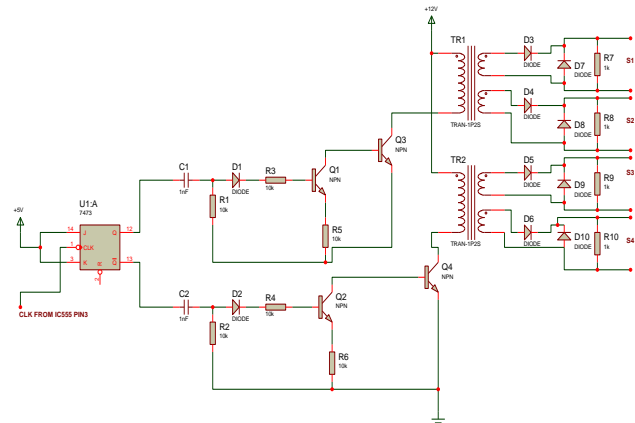 +12V
TR1
TRAN-1P2S
D3
DIODE
D7
DIODE
R7
1k
S1
D4
DIODE
D8
DIODE
R8
1k
S2
TR2
TRAN-1P2S
D5
DIODE
D9
DIODE
R9
1k
S3
D6
DIODE
D10
DIODE
R10
1k
S4
Q3
NPN
C1
1nF
D1
DIODE
R3
10k
Q1
NPN
R1
10k
R5
10k
U1:A
7473
+5V
14
J
Q
12
1
CLK
3
K
Q
13
R
2
CLK FROM IC555 PIN3
Q4
NPN
C2
1nF
D2
DIODE
R4
10k
Q2
NPN
R2
10k
R6
10k